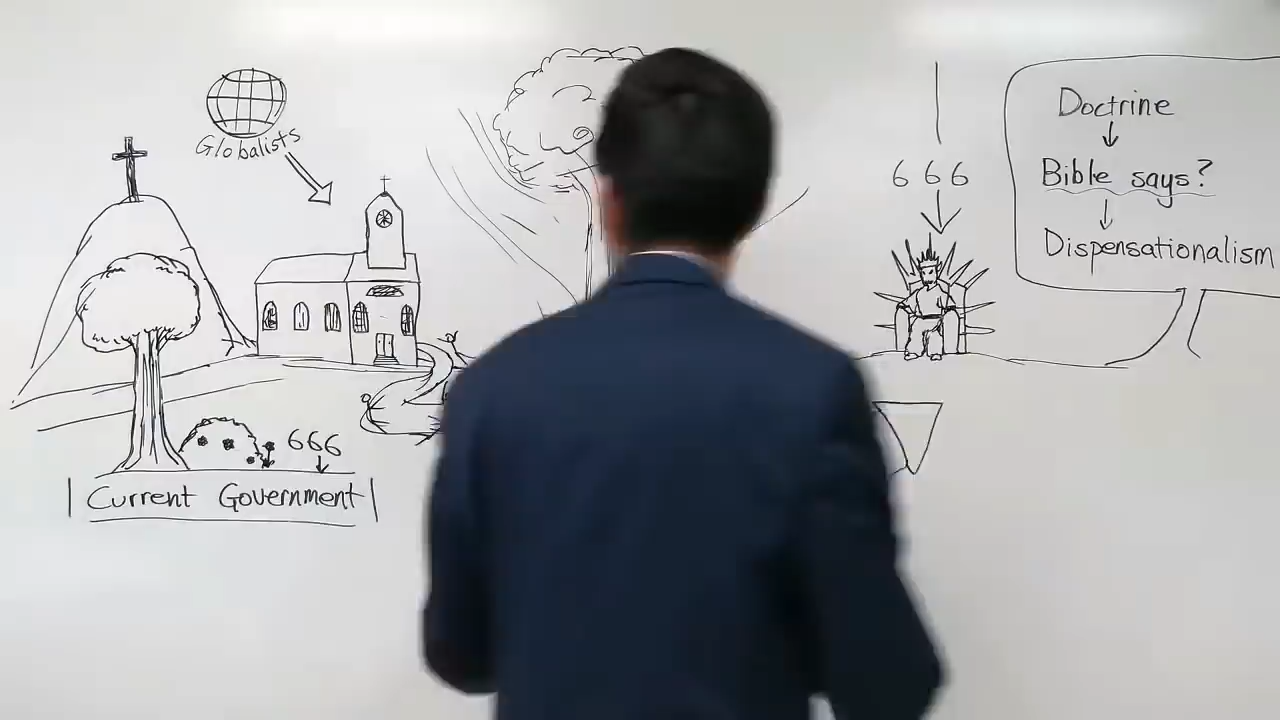 Globalists
666
Current Government
666
Doctrine
Bible says?
Dispensationalism